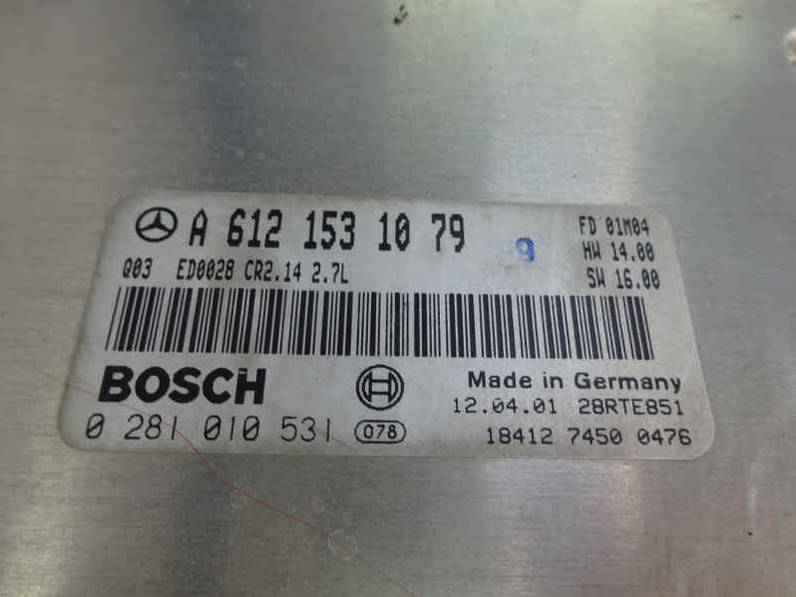 A 612 153 10 79
9
FD 01M04
HW 14.00
SW 16.00
Q03 ED0028 CR2.14 2.7L
BOSCH
Made in Germany
12.04.01 28RTE851
0 281 010 531 078
18412 7450 0476